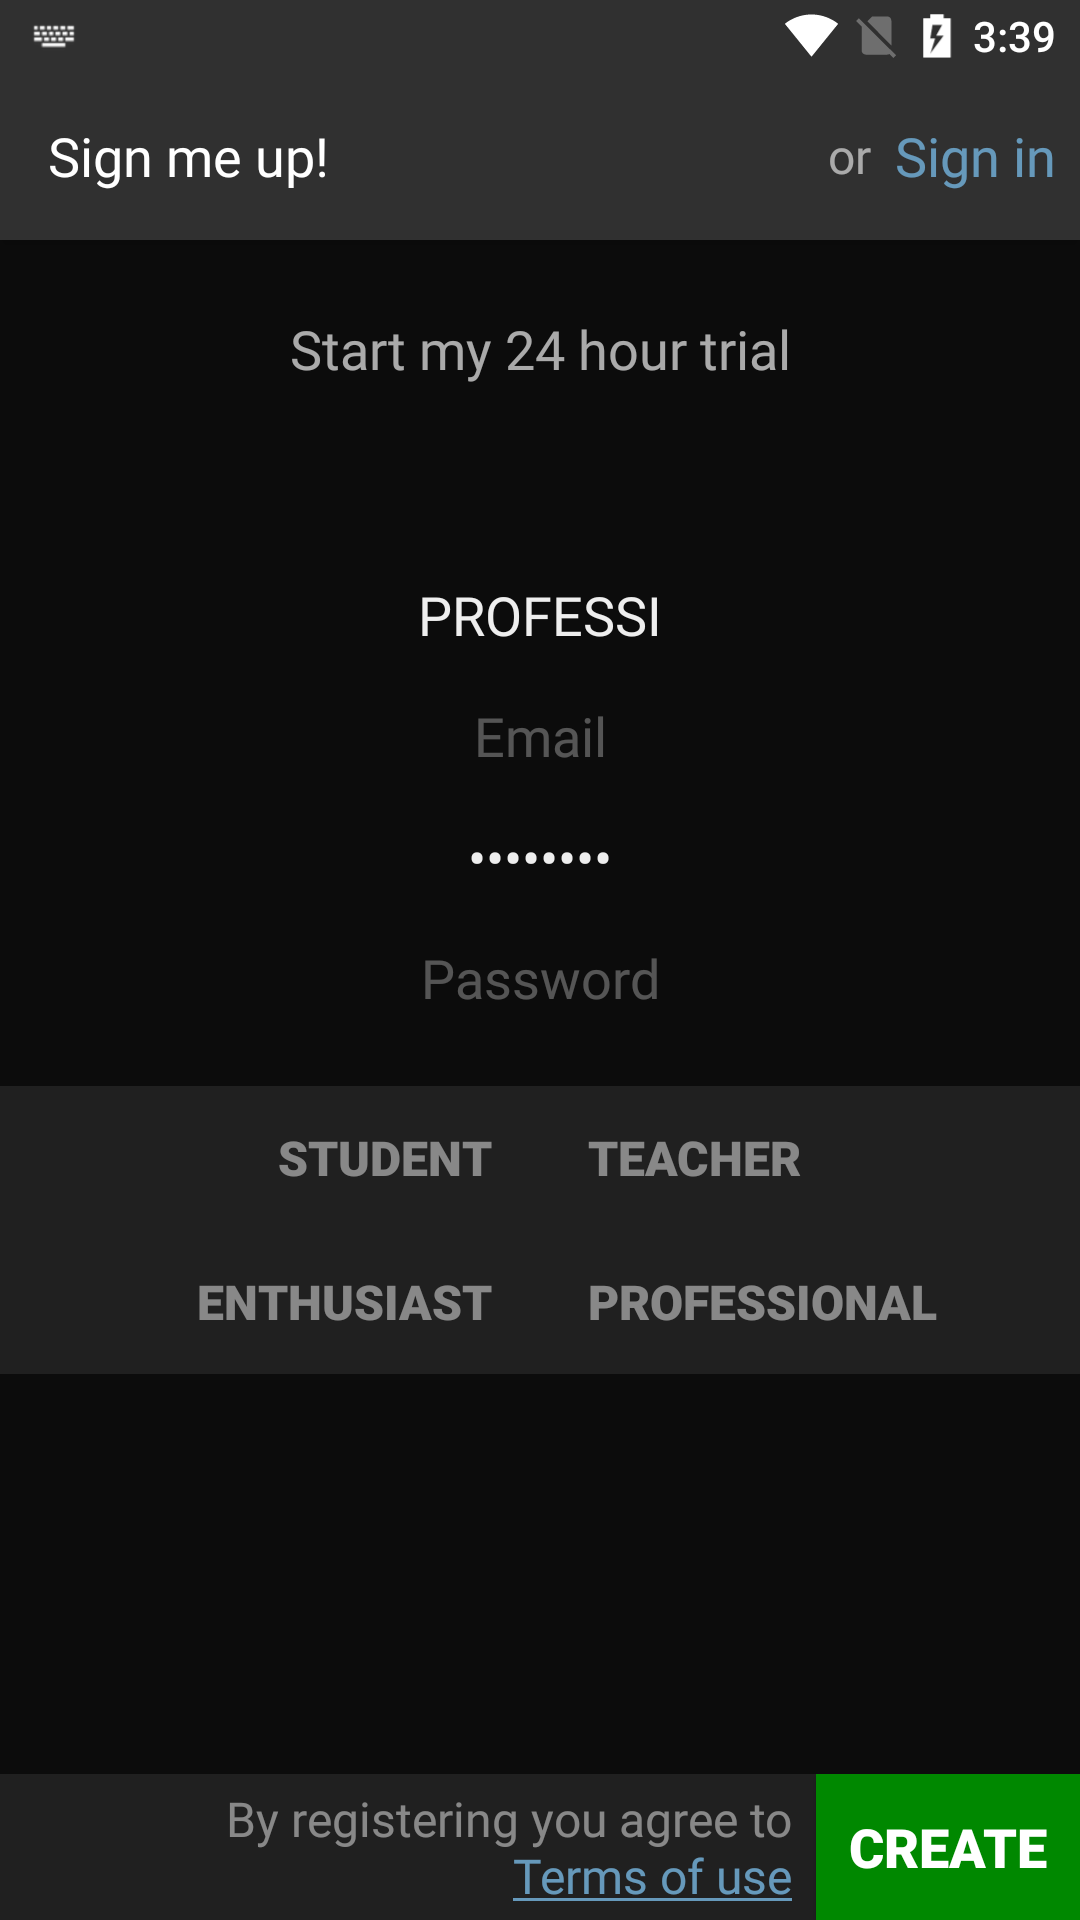 3:39
Sign me up! or Sign in
Start my 24 hour trial
PROFESSI
Email
••••••••
Password
STUDENT TEACHER
ENTHUSIAST PROFESSIONAL
By registering you agree to
Terms of use
CREATE